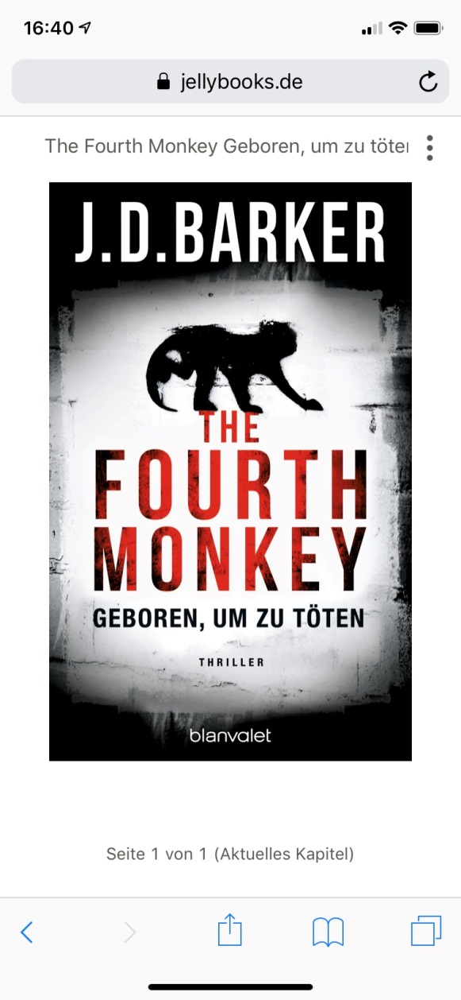 16:40
jellybooks.de
The Fourth Monkey Geboren, um zu töten
J.D.BARKER
THE
FOURTH
MONKEY
GEBOREN, UM ZU TÖTEN
THRILLER
blanvalet
Seite 1 von 1 (Aktuelles Kapitel)